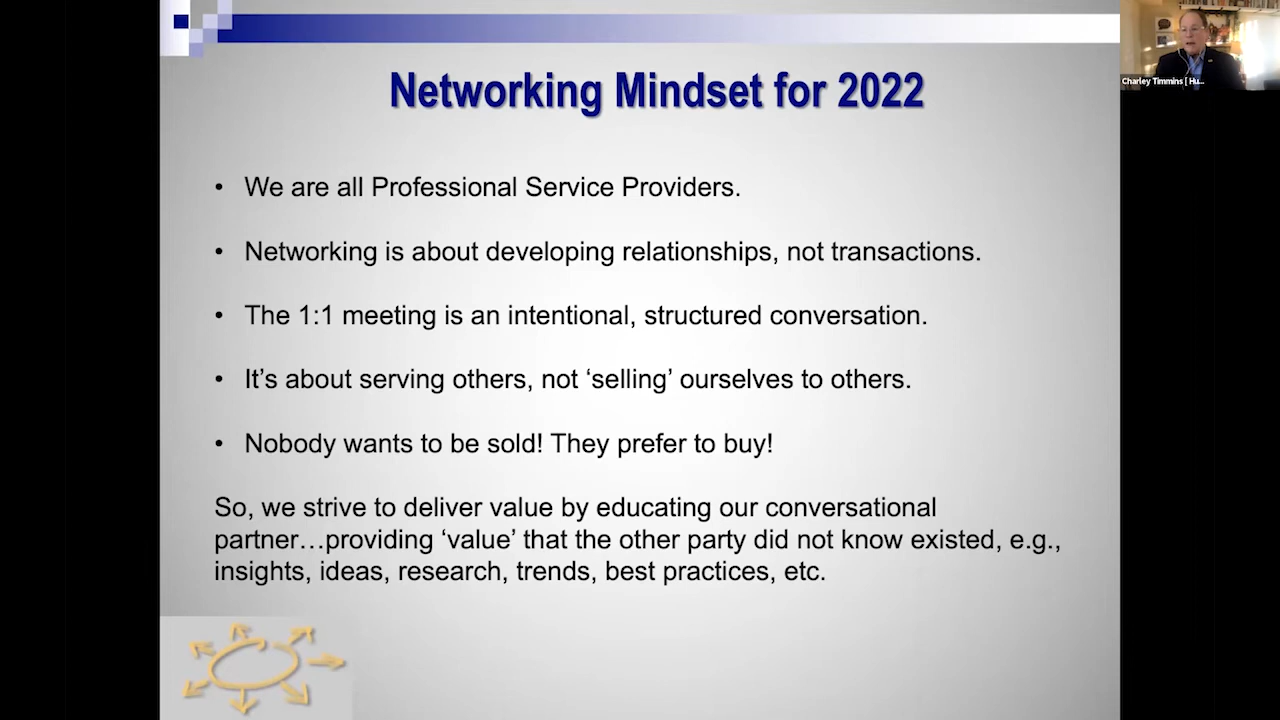 Networking Mindset for 2022
Charley Timmins [ Hu...
• We are all Professional Service Providers.
• Networking is about developing relationships, not transactions.
• The 1:1 meeting is an intentional, structured conversation.
• It’s about serving others, not ‘selling’ ourselves to others.
• Nobody wants to be sold! They prefer to buy!
So, we strive to deliver value by educating our conversational
partner…providing ‘value’ that the other party did not know existed, e.g.,
insights, ideas, research, trends, best practices, etc.